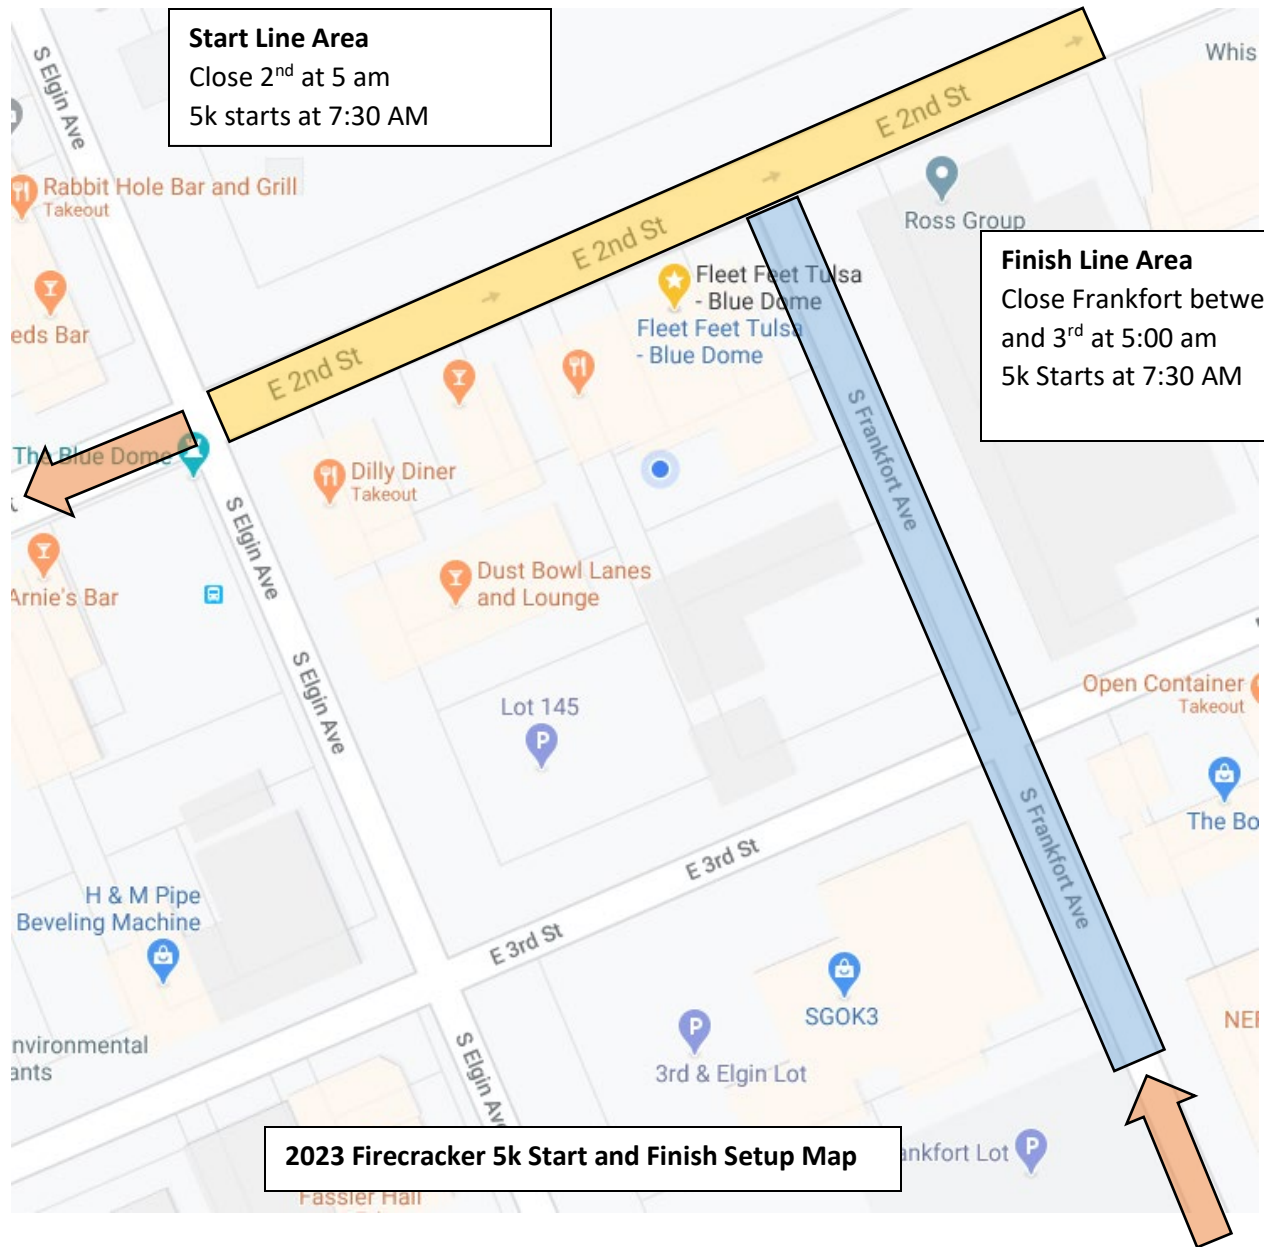 Start Line Area
Close 2nd at 5 am
5k starts at 7:30 AM
S Elgin Ave
Whis
E 2nd St
Rabbit Hole Bar and Grill
Takeout
Ross Group
E 2nd St
Finish Line Area
Close Frankfort betwe
and 3rd at 5:00 am
5k Starts at 7:30 AM
Fleet Feet Tulsa
- Blue Dome
Fleet Feet Tulsa
- Blue Dome
eds Bar
E 2nd St
S Frankfort Ave
The Blue Dome
Dilly Diner
Takeout
S Elgin Ave
Dust Bowl Lanes
and Lounge
Arnie's Bar
S Elgin Ave
Open Container
Takeout
Lot 145
P
S Frankfort Ave
The Bo
E 3rd St
H & M Pipe
Beveling Machine
E 3rd St
SGOK3
NEF
P
3rd & Elgin Lot
nvironmental
ants
S Elgin Av
2023 Firecracker 5k Start and Finish Setup Map
ankfort Lot
P
Fassler Hall